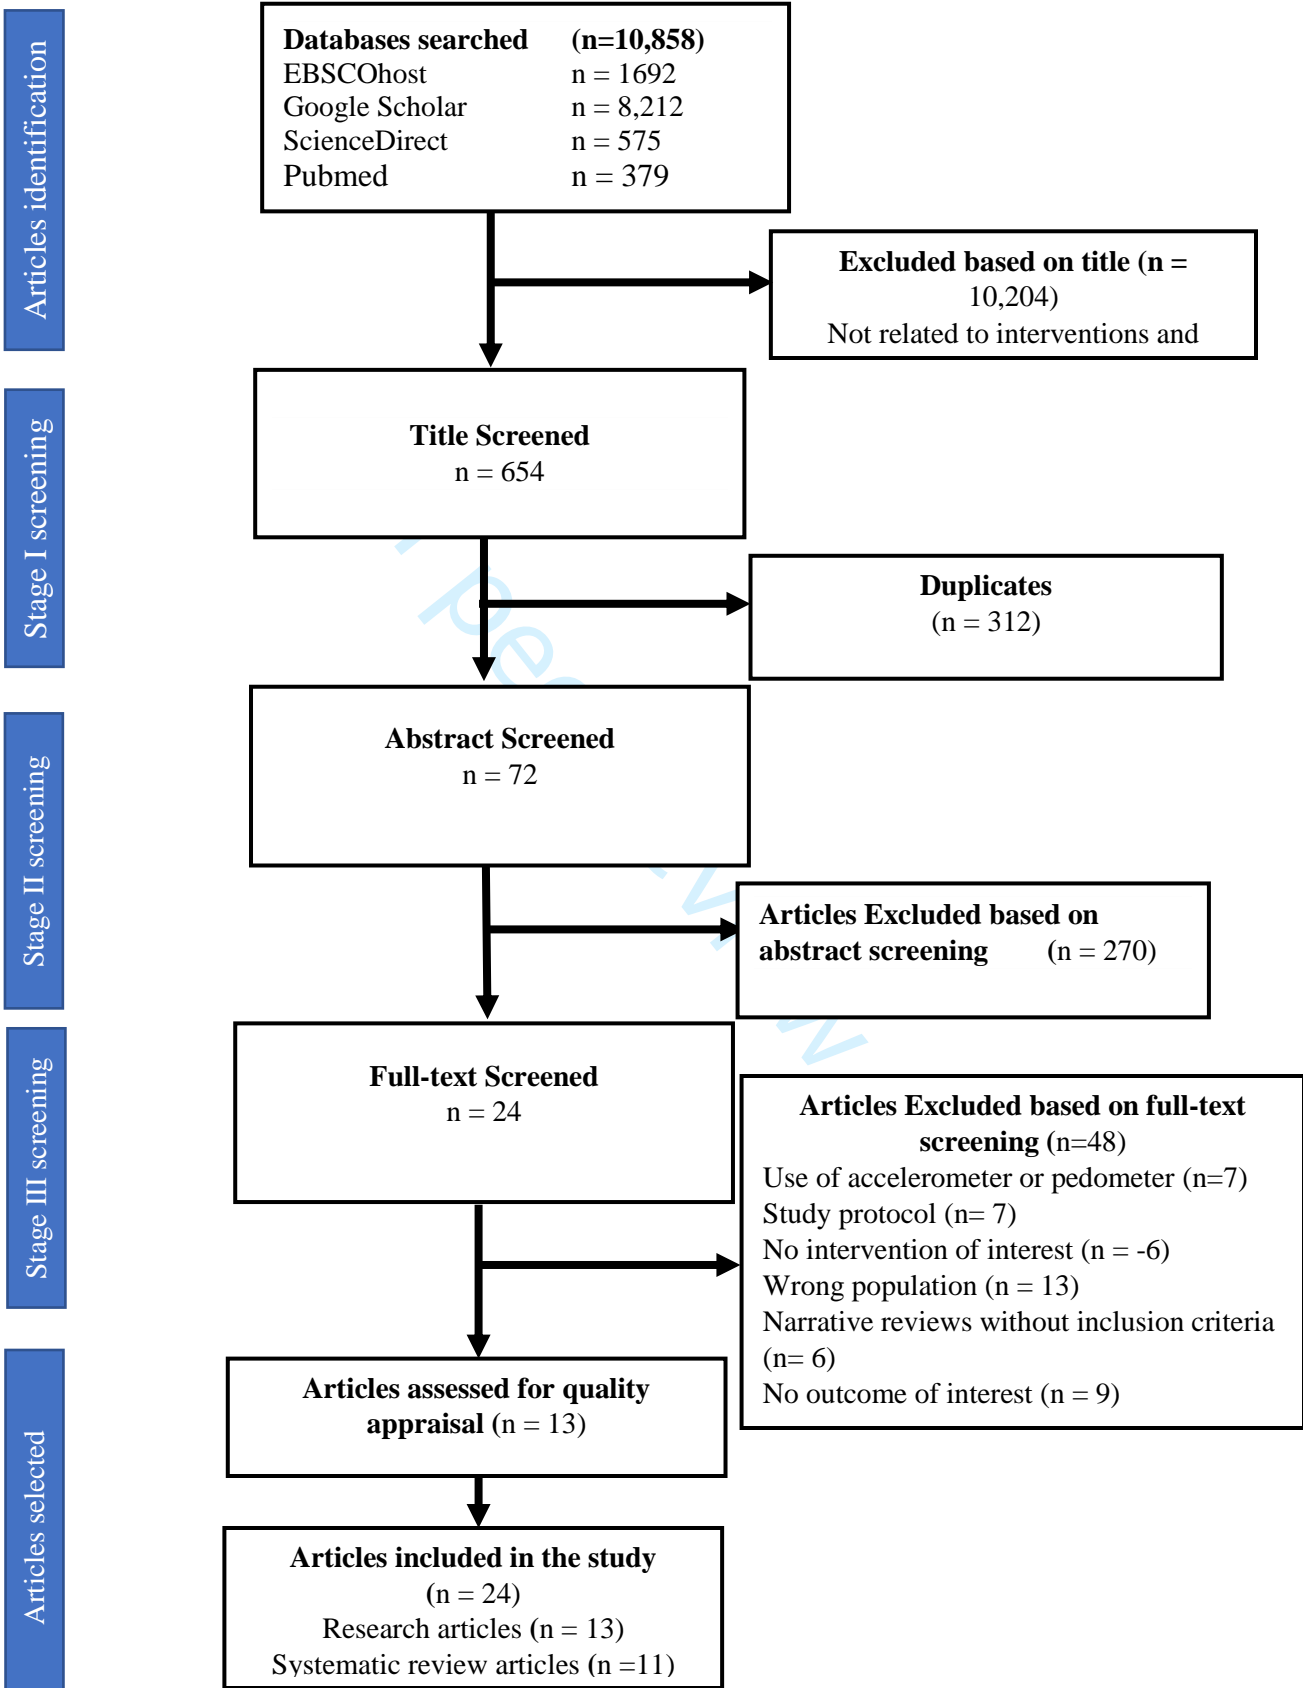 Articles identification
Databases searched (n=10,858)
EBSCOhost n = 1692
Google Scholar n = 8,212
ScienceDirect n = 575
Pubmed n = 379
Excluded based on title (n =
10,204)
Not related to interventions and
Stage I screening
Title Screened
n = 654
Duplicates
(n = 312)
Stage II screening
Abstract Screened
n = 72
Articles Excluded based on
abstract screening (n = 270)
Stage III screening
Full-text Screened
n = 24
Articles Excluded based on full-text
screening (n=48)
Use of accelerometer or pedometer (n=7)
Study protocol (n= 7)
No intervention of interest (n = -6)
Wrong population (n = 13)
Narrative reviews without inclusion criteria
(n= 6)
No outcome of interest (n = 9)
Articles selected
Articles assessed for quality
appraisal (n = 13)
Articles included in the study
(n = 24)
Research articles (n = 13)
Systematic review articles (n =11)